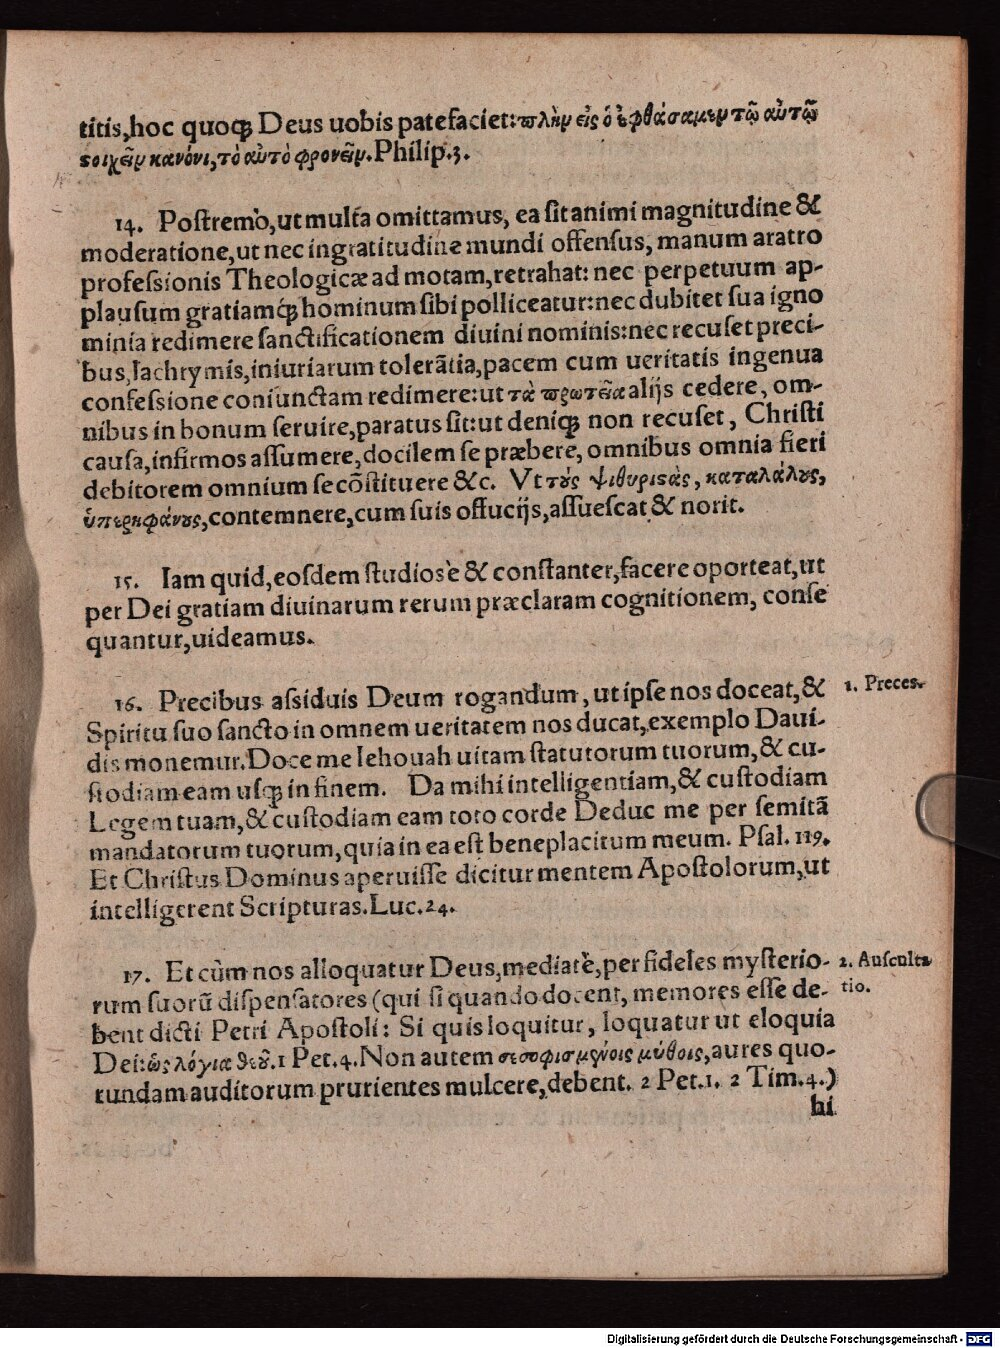 titis,hoc quoq; Deus uobis patefaciet: πλὴν εἰς ὃ ἐφθάσαμεν τῷ αὐτῷ
ςοιχεῖν κανόνι, τὸ αὐτὸ φρονεῖν. Philip.3.
14. Postremò, ut multa omittamus, ea sit animi magnitudine &
moderatione, ut nec ingratitudine mundi offensus, manum aratro
professionis Theologicæ ad motam, retrahat: nec perpetuum ap-
plausum gratiamq́; hominum sibi polliceatur: nec dubitet sua igno
minia redimere sanctificationem diuini nominis: nec recuset preci-
bus, lachrymis, iniuriarum tolerãtia, pacem cum ueritatis ingenua
confessione coniunctam redimere: ut τὰ πρωτεῖα alijs cedere, om-
nibus in bonum seruire, paratus sit: ut deniq; non recuset, Christi
causa, infirmos assumere, docilem se præbere, omnibus omnia fieri
debitorem omnium se cõstituere &c. Vt τοὺς ψιθυριςὰς, καταλάλους,
ὑπερηφάνους, contemnere, cum suis offucijs, assuescat & norit.
15. Iam quid, eosdem studiosè & constanter, facere oporteat, ut
per Dei gratiam diuinarum rerum præclaram cognitionem, conse
quantur, uideamus.
16. Precibus assiduis Deum rogandum, ut ipse nos doceat, &
1. Preces.
Spiritu suo sancto in omnem ueritatem nos ducat, exemplo Daui-
dis monemur. Doce me Iehouah uitam statutorum tuorum, & cu-
stodiam eam usq; in finem. Da mihi intelligentiam, & custodiam
Legem tuam, & custodiam eam toto corde Deduc me per semitã
mandatorum tuorum, quia in ea est beneplacitum meum. Psal. 119.
Et Christus Dominus aperuisse dicitur mentem Apostolorum, ut
intelligerent Scripturas. Luc.24.
17. Et cùm nos alloquatur Deus, mediatè, per fideles mysterio-
2. Ausculta
rum suorũ dispensatores (qui si quando docent, memores esse de-
tio.
bent dicti Petri Apostoli: Si quis loquitur, loquatur ut eloquia
Dei: ὡς λόγια θεοῦ. 1 Pet.4. Non autem σεσοφισμένοις μύθοις, aures quo-
rundam auditorum prurientes mulcere, debent. 2 Pet.1. 2 Tim.4.)
hi
Digitalisierung gefördert durch die Deutsche Forschungsgemeinschaft - DFG